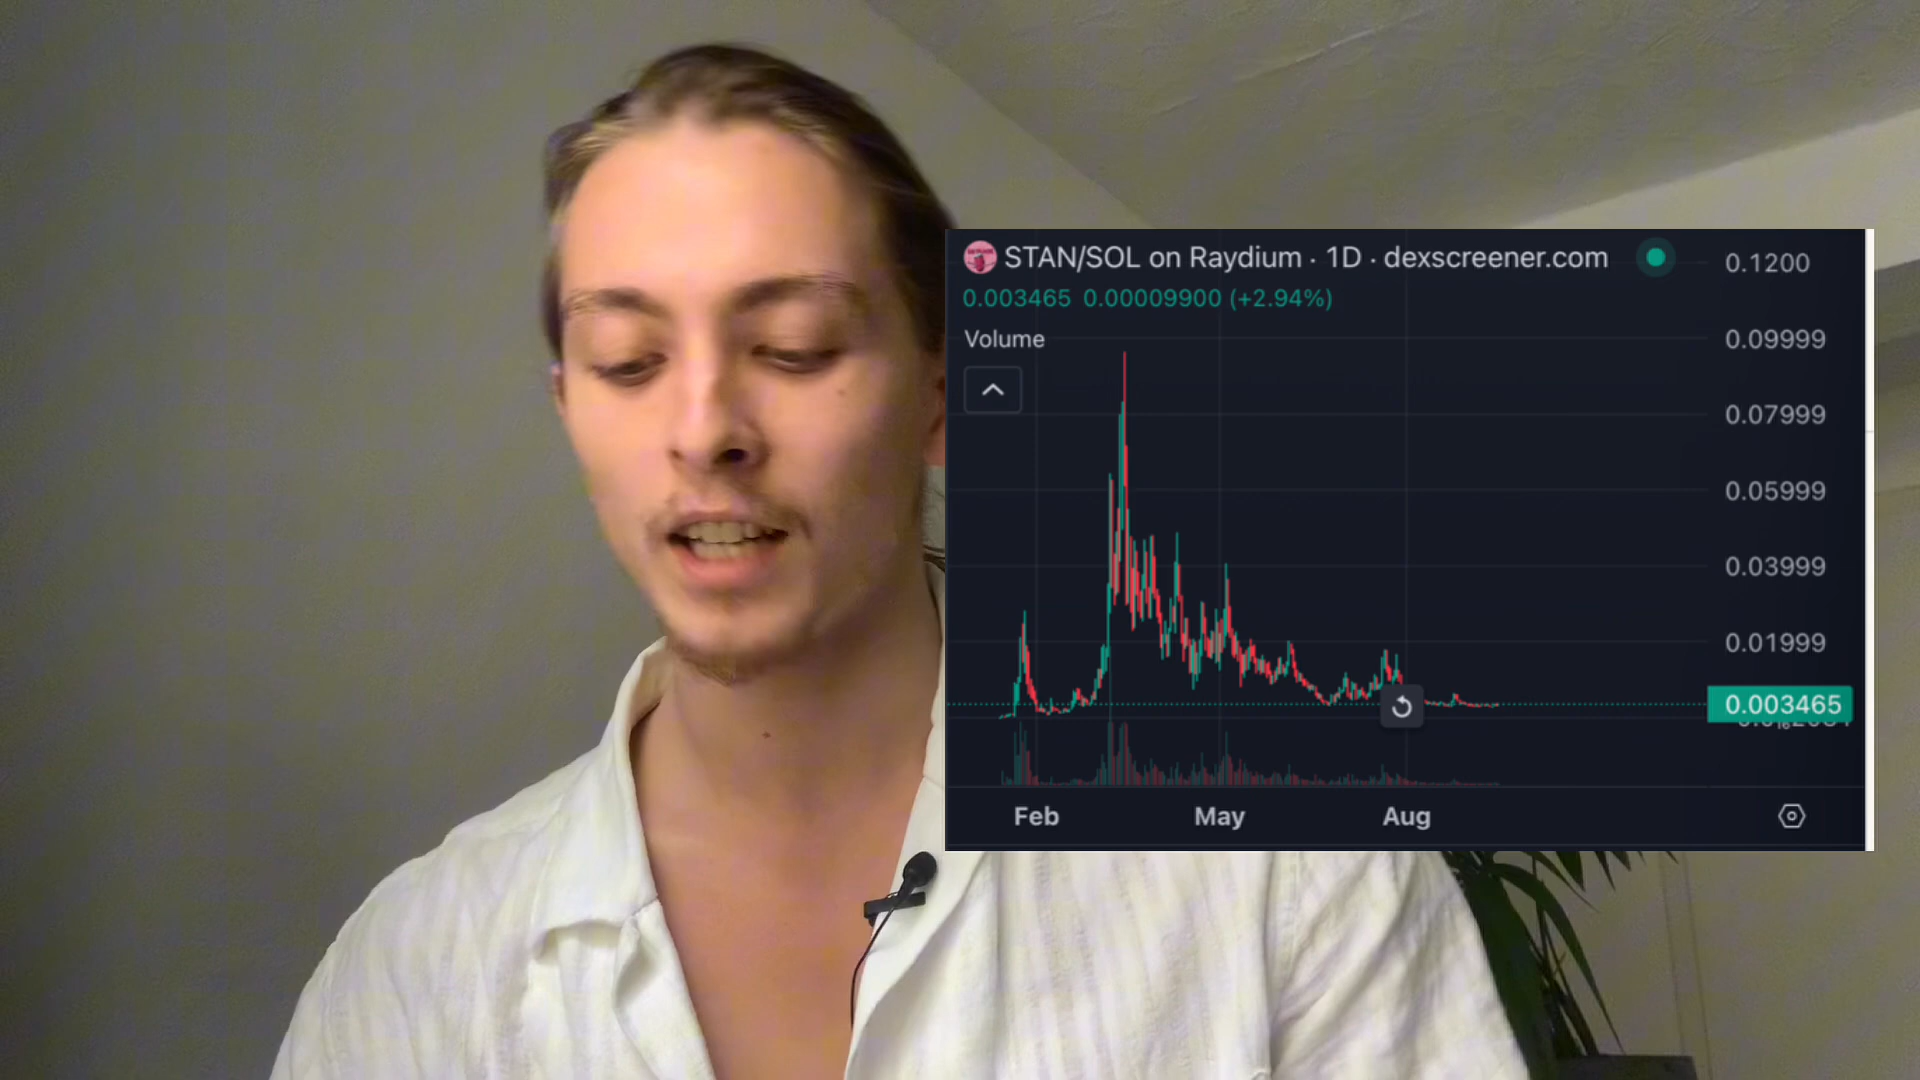 STAN/SOL on Raydium · 1D · dexscreener.com
0.003465 0.00009900 (+2.94%)
Volume
0.1200
0.09999
0.07999
0.05999
0.03999
0.01999
0.003465
Feb May Aug